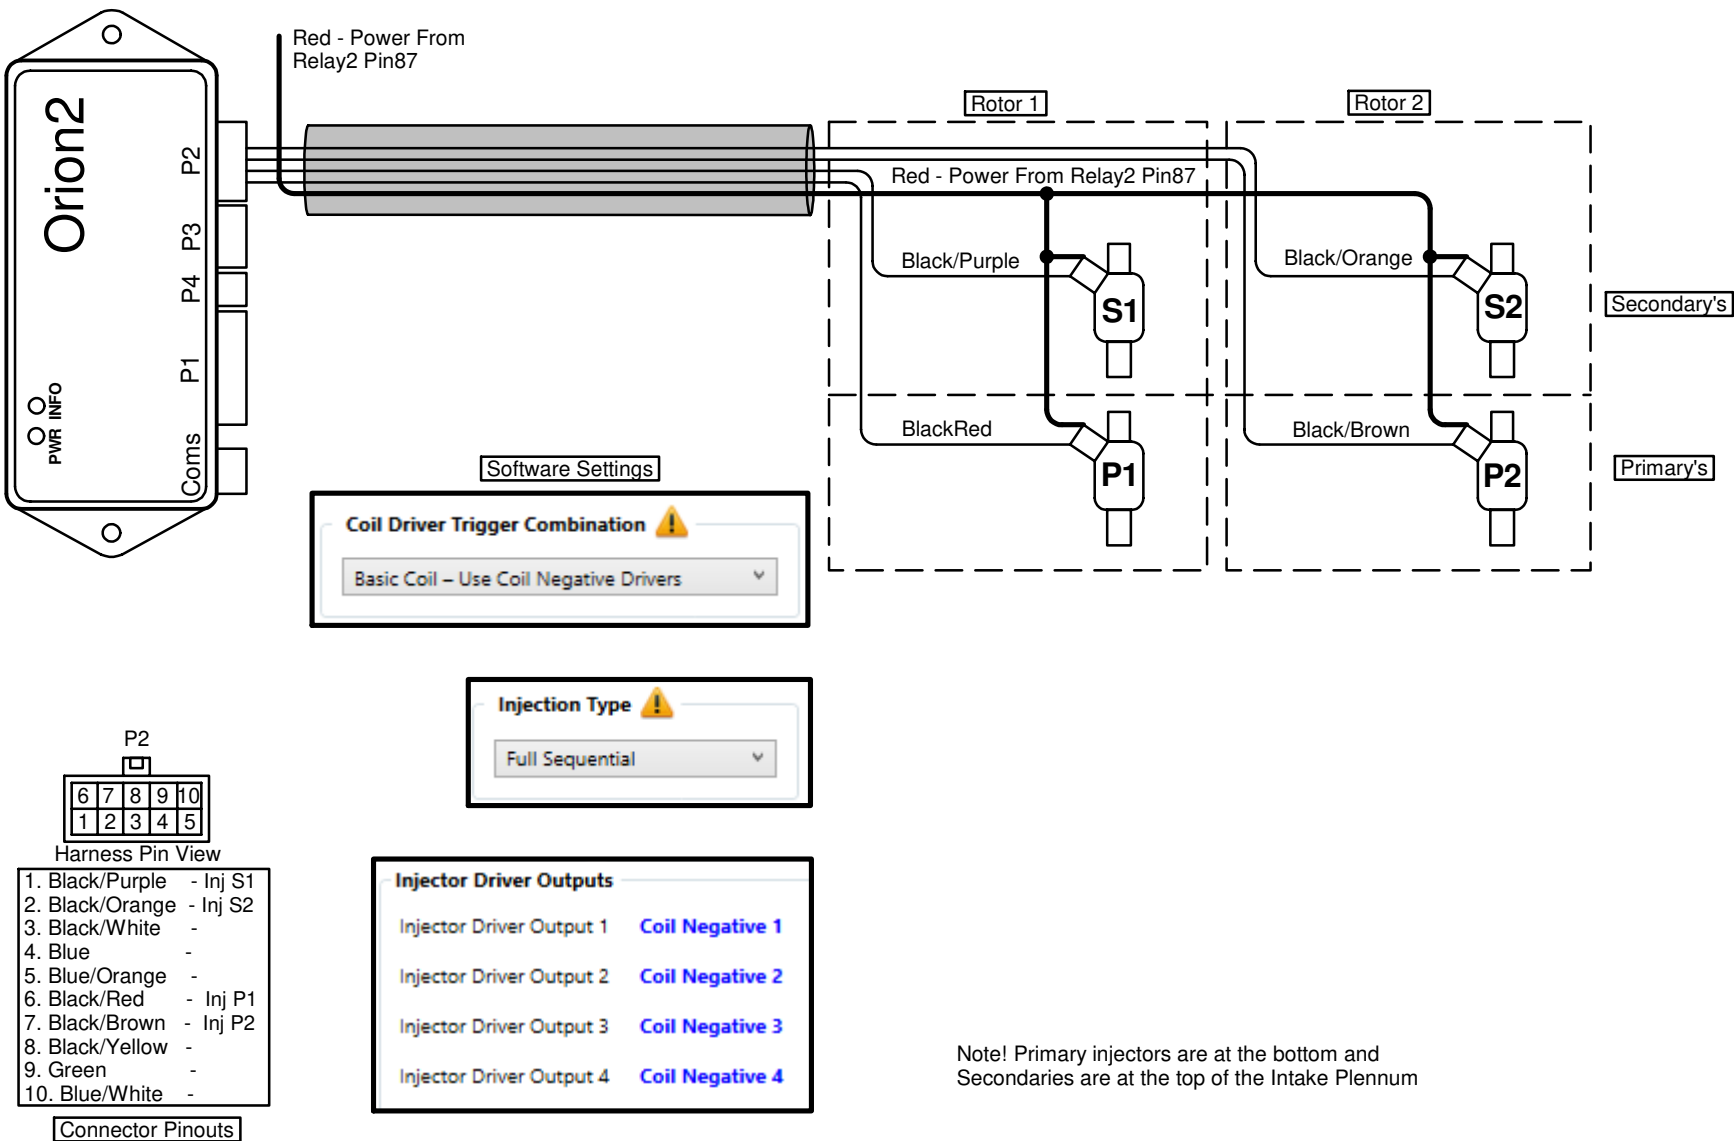 Red - Power From
Relay2 Pin87
Orion2
P2
P3
P4
P1
Coms
INFO
PWR
Rotor 1
Rotor 2
Red - Power From Relay2 Pin87
Black/Purple
Black/Orange
S1
S2
Secondary's
BlackRed
Black/Brown
P1
P2
Primary's
Software Settings
Coil Driver Trigger Combination
Basic Coil – Use Coil Negative Drivers
Injection Type
Full Sequential
Injector Driver Outputs
Injector Driver Output 1 Coil Negative 1
Injector Driver Output 2 Coil Negative 2
Injector Driver Output 3 Coil Negative 3
Injector Driver Output 4 Coil Negative 4
P2
6 7 8 9 10
1 2 3 4 5
Harness Pin View
1. Black/Purple - Inj S1
2. Black/Orange - Inj S2
3. Black/White -
4. Blue -
5. Blue/Orange -
6. Black/Red - Inj P1
7. Black/Brown - Inj P2
8. Black/Yellow -
9. Green -
10. Blue/White -
Connector Pinouts
Note! Primary injectors are at the bottom and
Secondaries are at the top of the Intake Plennum